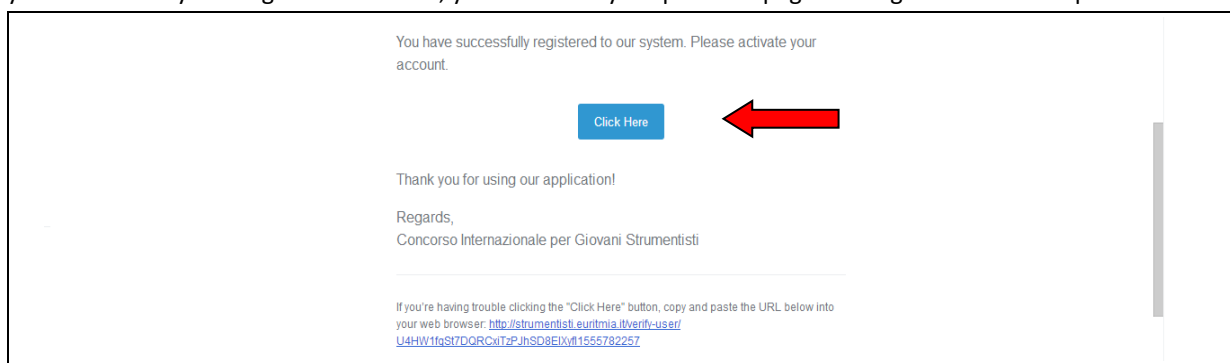 You have successfully registered to our system. Please activate your
account.
Click Here
Thank you for using our application!
Regards,
Concorso Internazionale per Giovani Strumentisti
If you're having trouble clicking the "Click Here" button, copy and paste the URL below into
your web browser: http://strumentisti.euritmia.it/verify-user/
U4HW1fqSt7DQRCxiTzPJhSD8EIXyfl1555782257